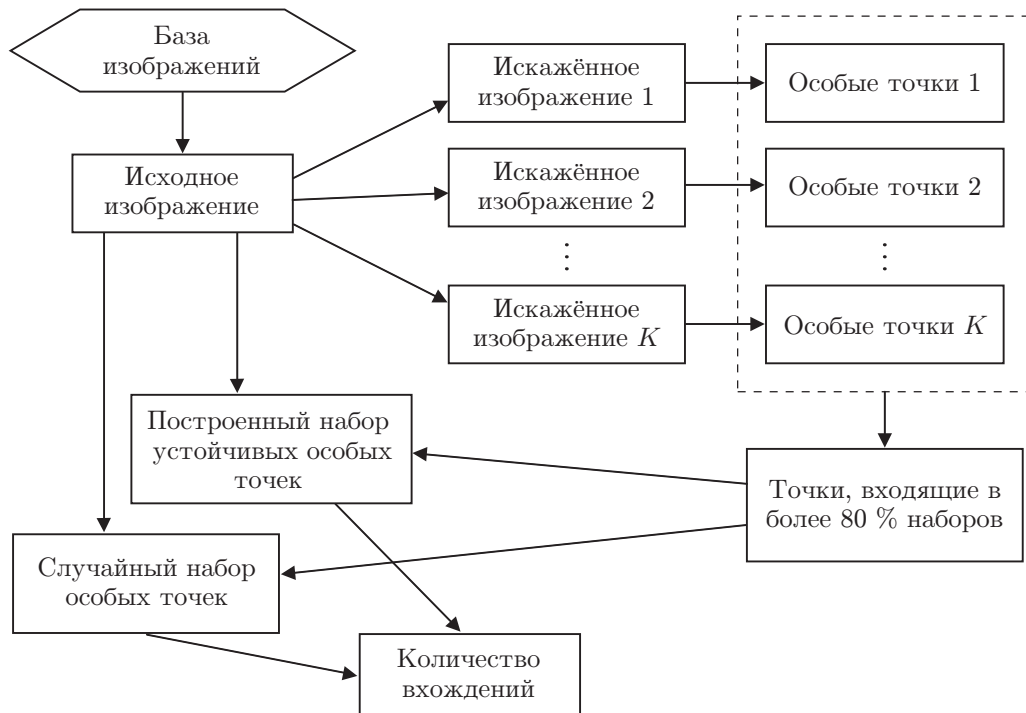 База
изображений
Искажённое
изображение 1
Особые точки 1
Исходное
изображение
Искажённое
изображение 2
Особые точки 2
⋮
⋮
Искажённое
изображение K
Особые точки K
Построенный набор
устойчивых особых
точек
Точки, входящие в
более 80 % наборов
Случайный набор
особых точек
Количество
вхождений